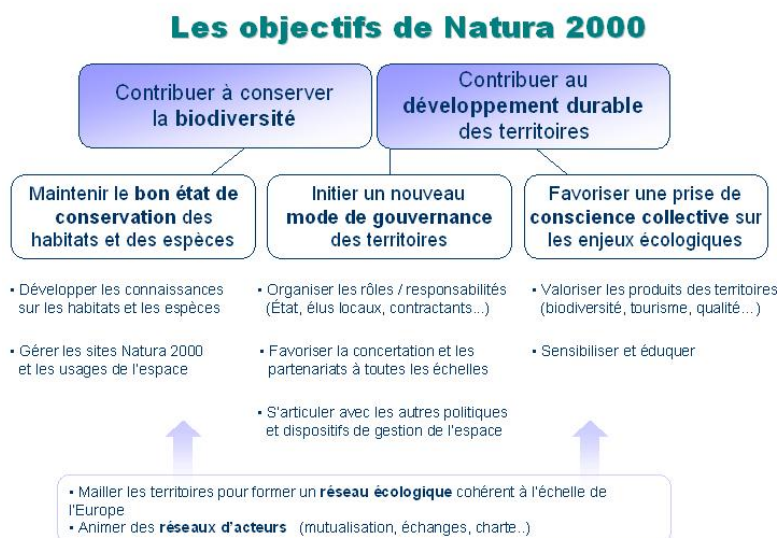 Les objectifs de Natura 2000
Contribuer à conserver
la biodiversité
Contribuer au
développement durable
des territoires
Maintenir le bon état de
conservation des
habitats et des espèces
Initier un nouveau
mode de gouvernance
des territoires
Favoriser une prise de
conscience collective sur
les enjeux écologiques
▪ Développer les connaissances
sur les habitats et les espèces
▪ Gérer les sites Natura 2000
et les usages de l'espace
▪ Organiser les rôles / responsabilités
(État, élus locaux, contractants...)
▪ Favoriser la concertation et les
partenariats à toutes les échelles
▪ S'articuler avec les autres politiques
et dispositifs de gestion de l'espace
▪ Valoriser les produits des territoires
(biodiversité, tourisme, qualité...)
▪ Sensibiliser et éduquer
▪ Mailler les territoires pour former un réseau écologique cohérent à l'échelle de
l'Europe
▪ Animer des réseaux d'acteurs (mutualisation, échanges, charte..)